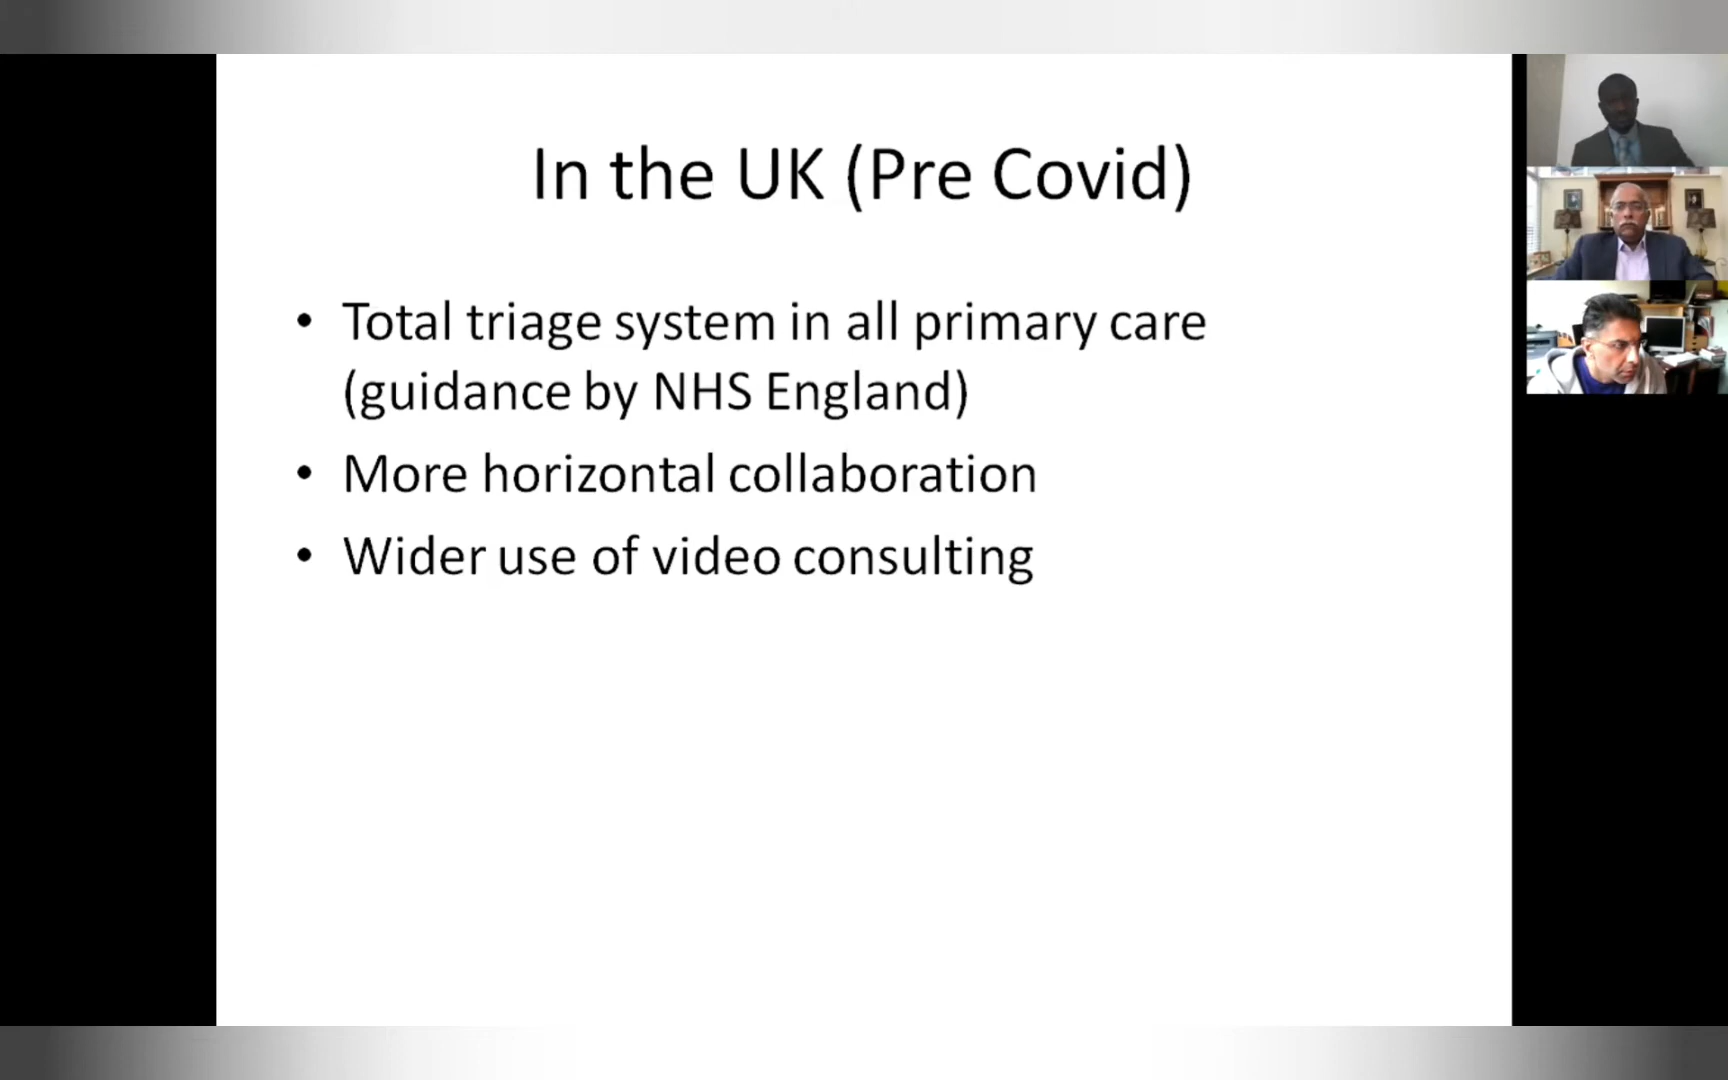 In the UK (Pre Covid)
• Total triage system in all primary care
(guidance by NHS England)
• More horizontal collaboration
• Wider use of video consulting